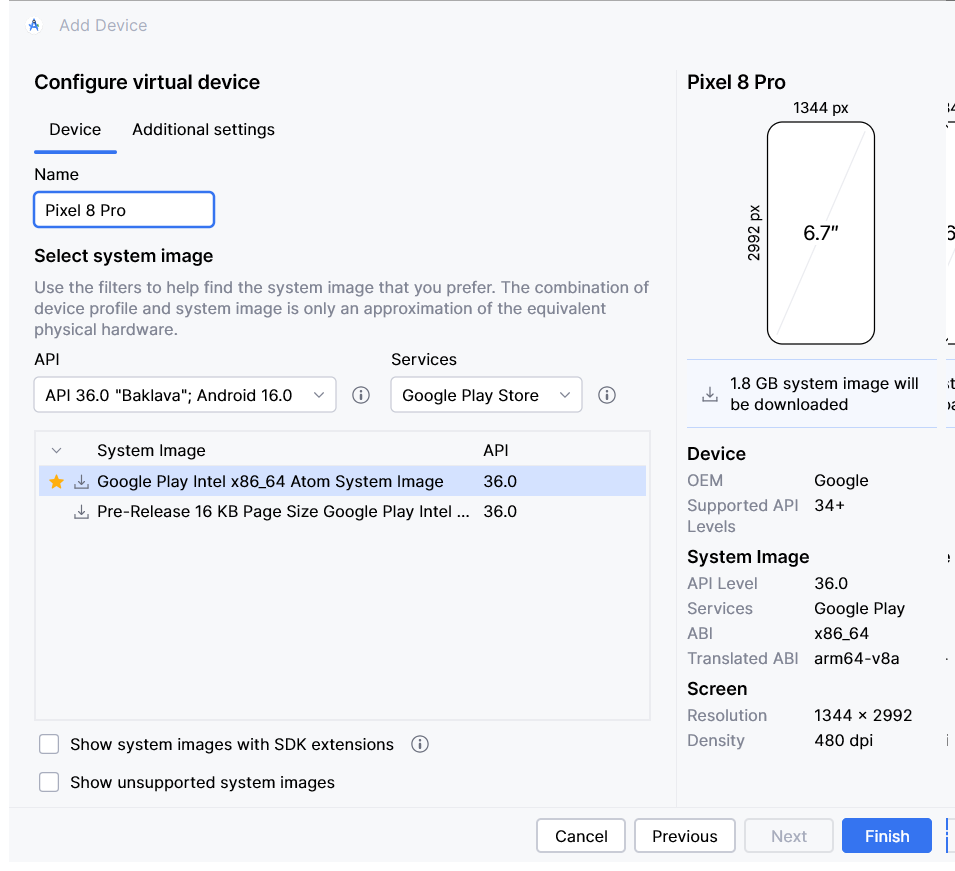 Add Device
Configure virtual device
Device
Additional settings
Name
Pixel 8 Pro
Select system image
Use the filters to help find the system image that you prefer. The combination of
device profile and system image is only an approximation of the equivalent
physical hardware.
API
Services
API 36.0 "Baklava"; Android 16.0
Google Play Store
System Image
API
Google Play Intel x86_64 Atom System Image
36.0
Pre-Release 16 KB Page Size Google Play Intel ...
36.0
Show system images with SDK extensions
Show unsupported system images
Pixel 8 Pro
1344 px
2992 px
6.7″
1.8 GB system image will
be downloaded
Device
OEM
Google
Supported API
Levels
34+
System Image
API Level
36.0
Services
Google Play
ABI
x86_64
Translated ABI
arm64-v8a
Screen
Resolution
1344 × 2992
Density
480 dpi
Cancel
Previous
Next
Finish